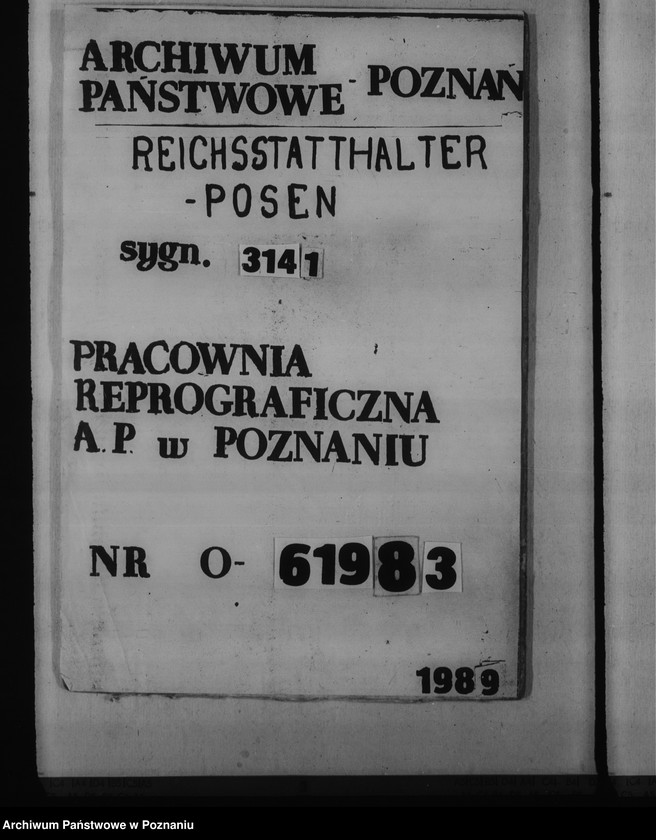 ARCHIWUM
PAŃSTWOWE - POZNAŃ
REICHSSTATTHALTER
-POSEN
sygn. 3141
PRACOWNIA
REPROGRAFICZNA
A.P. w POZNANIU
NR O- 61983
1989
Archiwum Państwowe w Poznaniu